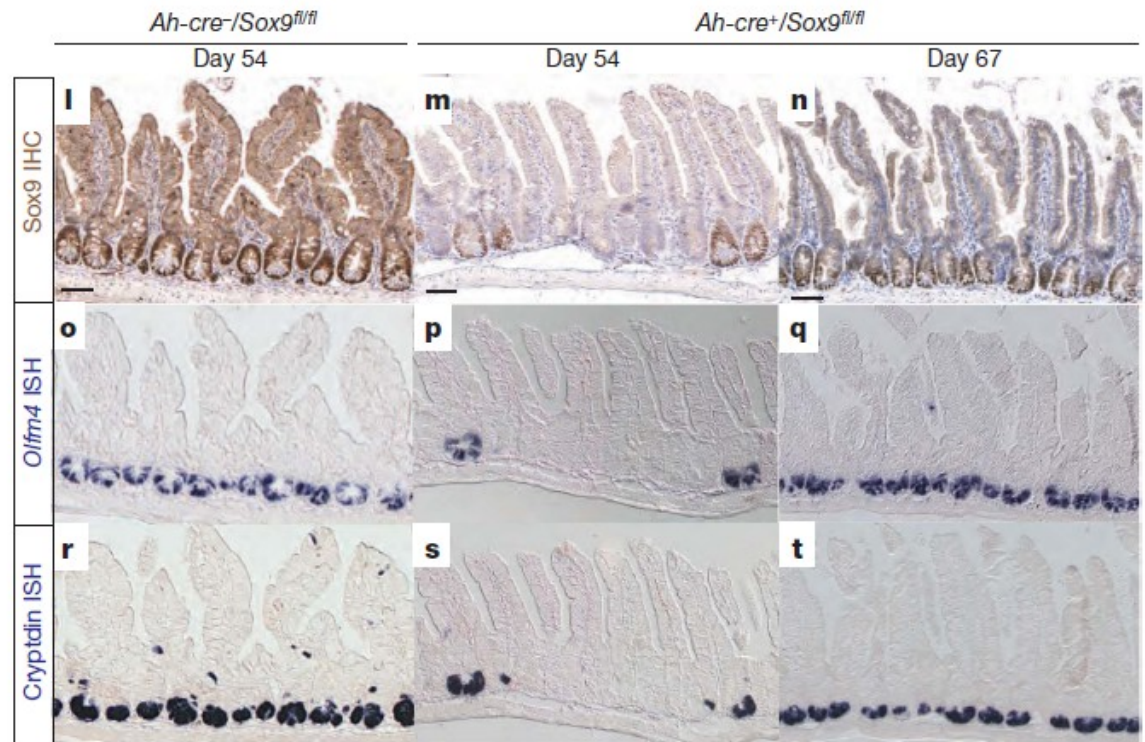 Ah-cre⁻/Sox9fl/fl
Ah-cre⁺/Sox9fl/fl
Day 54
Day 54
Day 67
Sox9 IHC
l
m
n
Olfm4 ISH
o
p
q
Cryptdin ISH
r
s
t